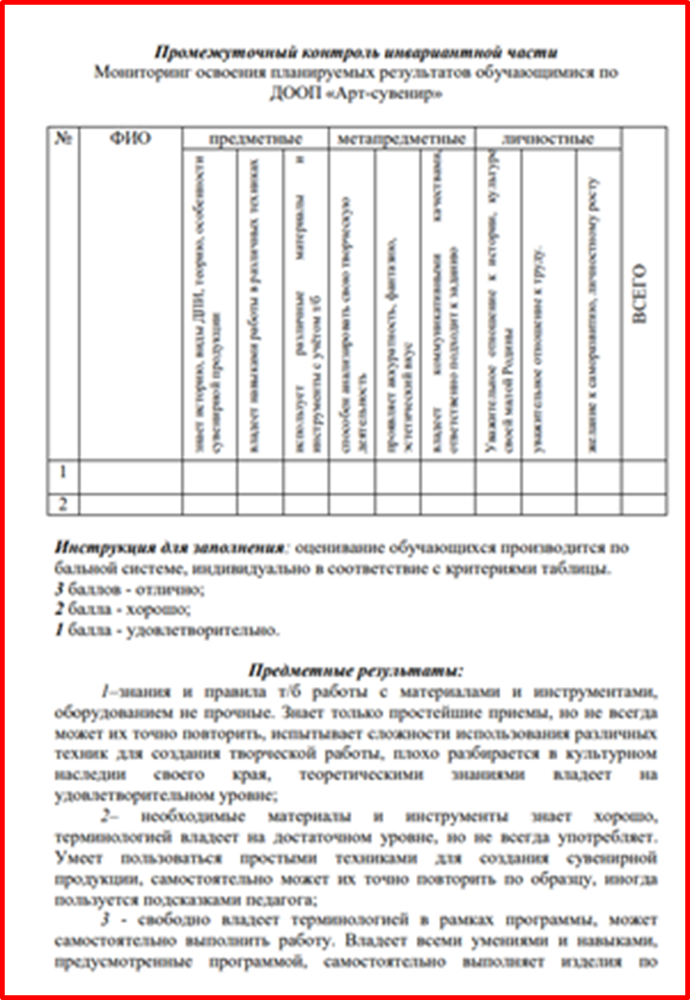 Промежуточный контроль инвариантной части
Мониторинг освоения планируемых результатов обучающимися по
ДООП «Арт-сувенир»
№ ФИО предметные метапредметные личностные ВСЕГО
знает историю, виды ДПИ, теорию, особенности
сувенирной продукции
владеет навыками работы в различных техниках
использует различные материалы и
инструменты с учётом т/б
способен анализировать свою творческую
деятельность
проявляет аккуратность, фантазию,
эстетический вкус
владеет коммуникативными качествами,
ответственно подходит к заданию
Уважительное отношение к истории, культуре
своей малой Родины
уважительное отношение к труду.
желание к саморазвитию, личностному росту
1
2
Инструкция для заполнения: оценивание обучающихся производится по
бальной системе, индивидуально в соответствие с критериями таблицы.
3 баллов - отлично;
2 балла - хорошо;
1 балла - удовлетворительно.
Предметные результаты:
1–знания и правила т/б работы с материалами и инструментами,
оборудованием не прочные. Знает только простейшие приемы, но не всегда
может их точно повторить, испытывает сложности использования различных
техник для создания творческой работы, плохо разбирается в культурном
наследии своего края, теоретическими знаниями владеет на
удовлетворительном уровне;
2– необходимые материалы и инструменты знает хорошо,
терминологией владеет на достаточном уровне, но не всегда употребляет.
Умеет пользоваться простыми техниками для создания сувенирной
продукции, самостоятельно может их точно повторить по образцу, иногда
пользуется подсказками педагога;
3 - свободно владеет терминологией в рамках программы, может
самостоятельно выполнить работу. Владеет всеми умениями и навыками,
предусмотренные программой, самостоятельно выполняет изделия по